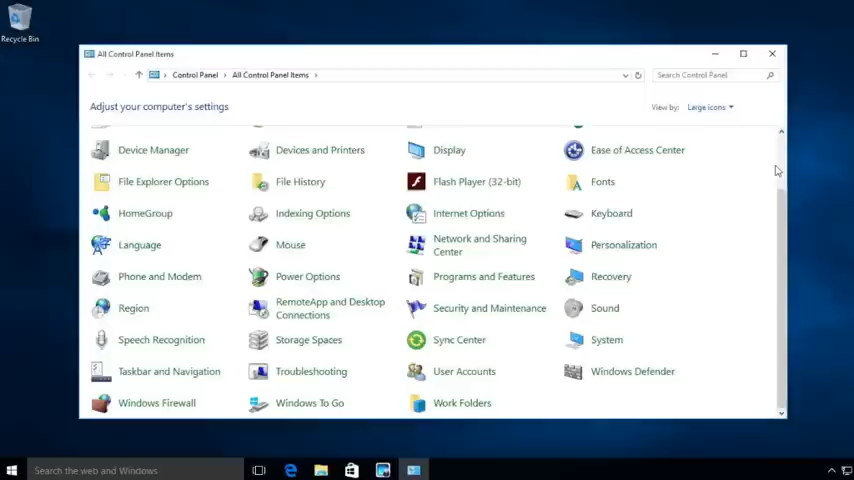 Recycle Bin
All Control Panel Items
Control Panel
All Control Panel Items
Search Control Panel
Adjust your computer's settings
View by: Large icons
Device Manager
Devices and Printers
Display
Ease of Access Center
File Explorer Options
File History
Flash Player (32-bit)
Fonts
HomeGroup
Indexing Options
Internet Options
Keyboard
Language
Mouse
Network and Sharing
Center
Personalization
Phone and Modem
Power Options
Programs and Features
Recovery
Region
RemoteApp and Desktop
Connections
Security and Maintenance
Sound
Speech Recognition
Storage Spaces
Sync Center
System
Taskbar and Navigation
Troubleshooting
User Accounts
Windows Defender
Windows Firewall
Windows To Go
Work Folders
Search the web and Windows